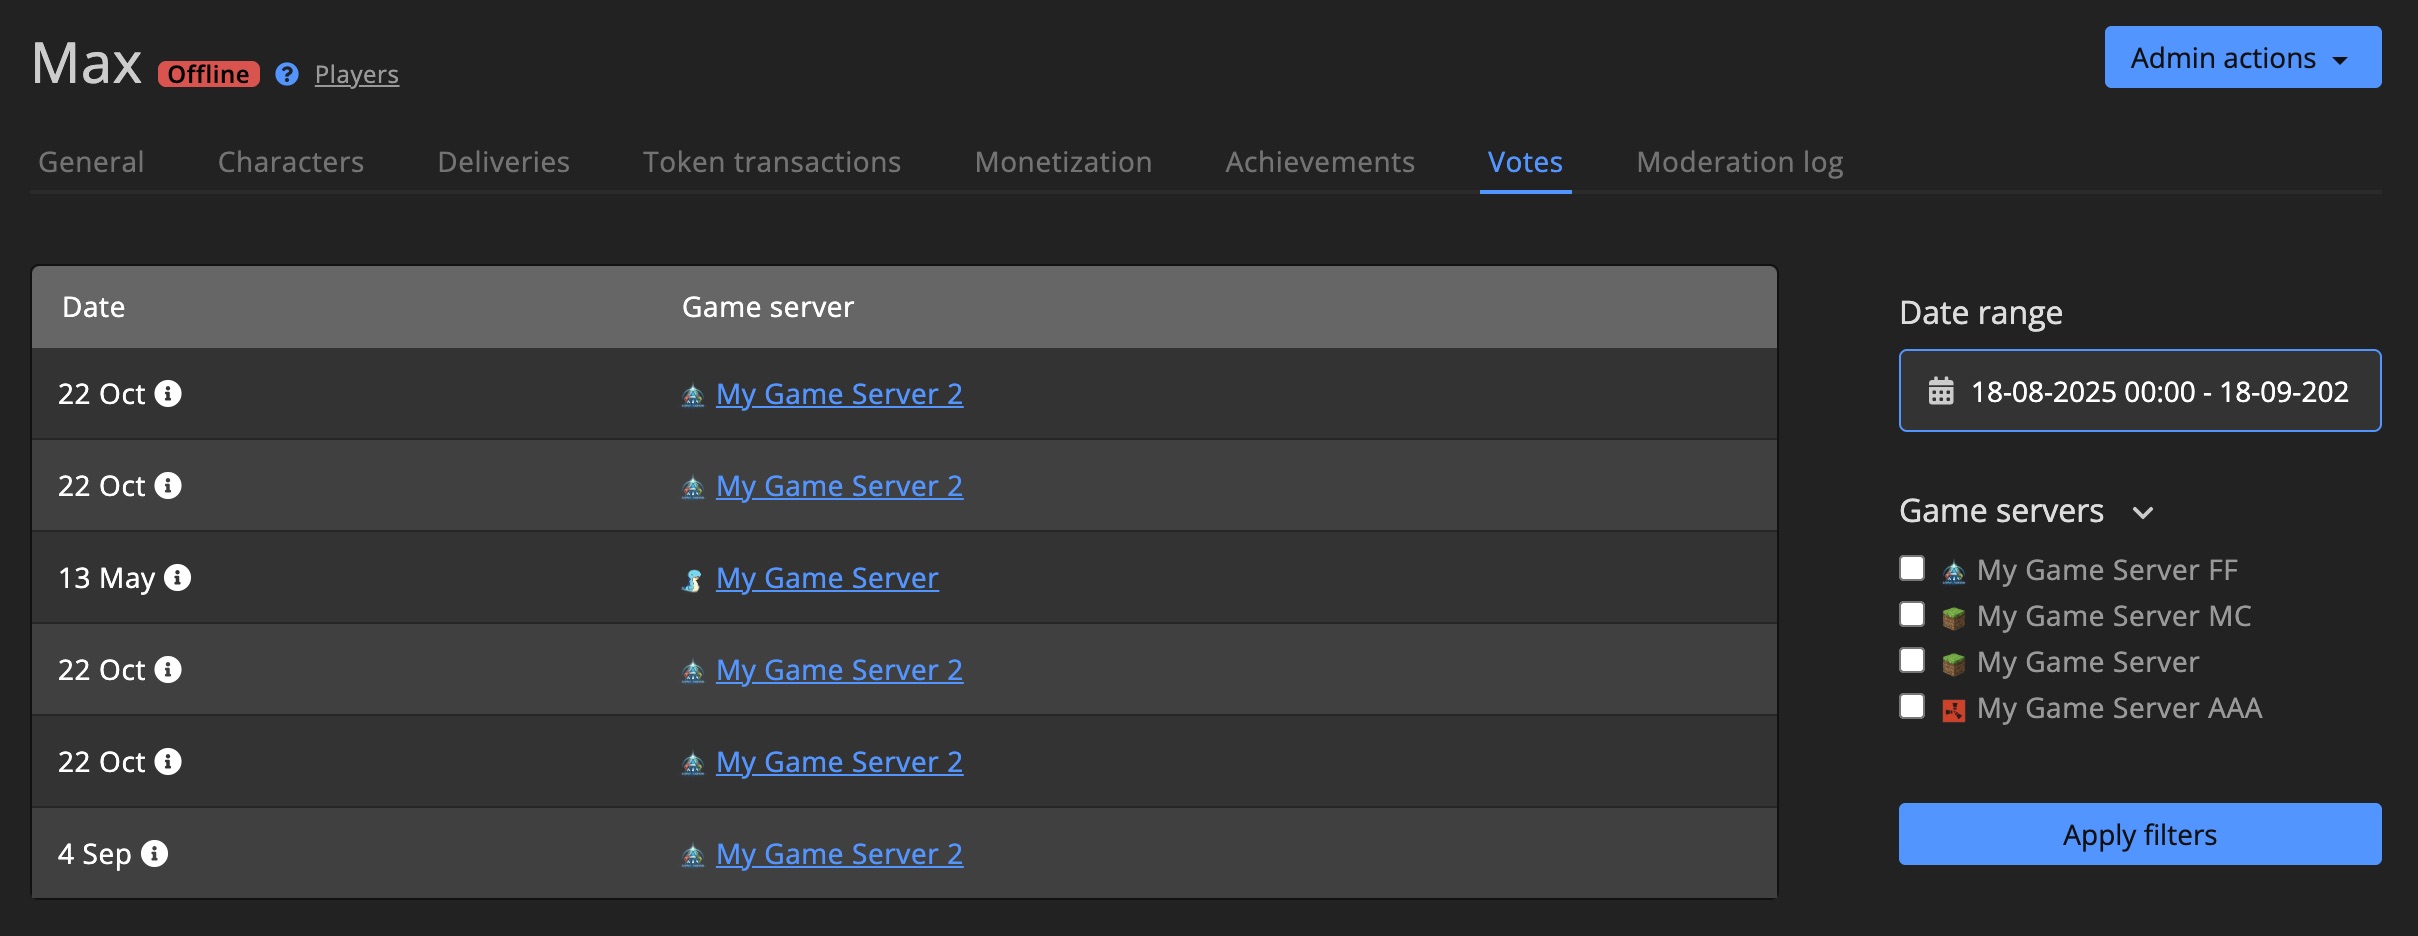 Max Offline ? Players
Admin actions
General Characters Deliveries Token transactions Monetization Achievements Votes Moderation log
Date Game server
22 Oct My Game Server 2
22 Oct My Game Server 2
13 May My Game Server
22 Oct My Game Server 2
22 Oct My Game Server 2
4 Sep My Game Server 2
Date range
18-08-2025 00:00 - 18-09-202
Game servers
My Game Server FF
My Game Server MC
My Game Server
My Game Server AAA
Apply filters